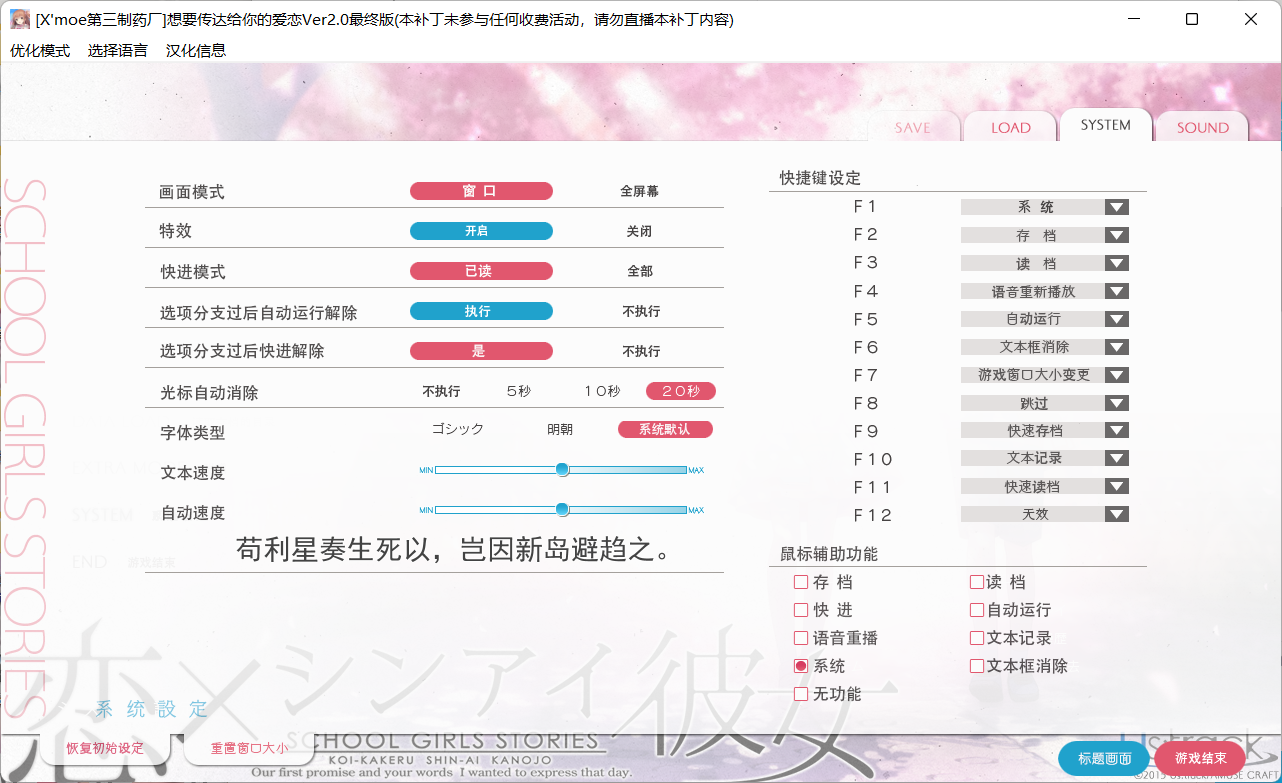 [X'moe第三制药厂]想要传达给你的爱恋Ver2.0最终版(本补丁未参与任何收费活动，请勿直播本补丁内容)
优化模式 选择语言 汉化信息
SAVE LOAD SYSTEM SOUND
SCHOOL GIRLS STORIES
画面模式 窗 口 全屏幕
特效 开启 关闭
快进模式 已读 全部
选项分支过后自动运行解除 执行 不执行
选项分支过后快进解除 是 不执行
光标自动消除 不执行 5秒 10秒 20秒
字体类型 ゴシック 明朝 系统默认
文本速度 MIN MAX
自动速度 MIN MAX
苟利星奏生死以，岂因新岛避趋之。
SYSTEM
END 游戏结束
快捷键设定
F1 系 统
F2 存 档
F3 读 档
F4 语音重新播放
F5 自动运行
F6 文本框消除
F7 游戏窗口大小变更
F8 跳过
F9 快速存档
F10 文本记录
F11 快速读档
F12 无效
鼠标辅助功能
存 档 读 档
快 进 自动运行
语音重播 文本记录
系统 文本框消除
无功能
恋×シンアイ彼女
系统設定
恢复初始设定 重置窗口大小
SCHOOL GIRLS STORIES
KOI-KAKERU SHIN-AI KANOJO
Our first promise and your words I wanted to express that day.
Us:track
标题画面 游戏结束
©2015 Us:track/AMUSE CRAFT